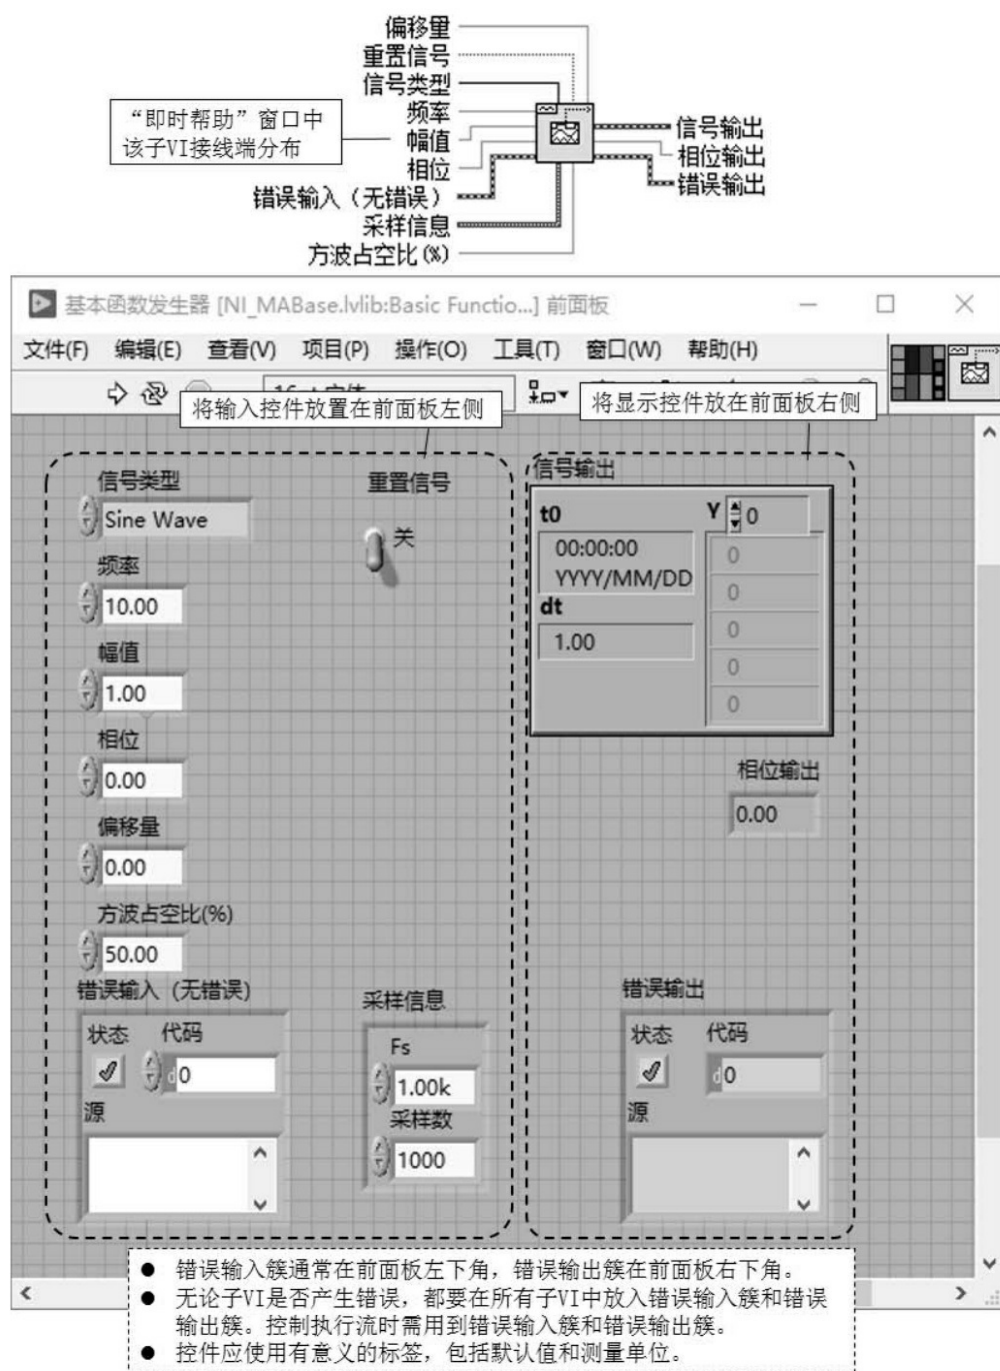 偏移量
重置信号
信号类型
频率
幅值
相位
错误输入（无错误）
采样信息
方波占空比(%)
“即时帮助”窗口中
该子VI接线端分布
信号输出
相位输出
错误输出
基本函数发生器 [NI_MABase.lvlib:Basic Functio...] 前面板
文件(F) 编辑(E) 查看(V) 项目(P) 操作(O) 工具(T) 窗口(W) 帮助(H)
将输入控件放置在前面板左侧
将显示控件放在前面板右侧
信号类型
Sine Wave
重置信号
关
频率
10.00
幅值
1.00
相位
0.00
偏移量
0.00
方波占空比(%)
50.00
错误输入（无错误）
状态 代码
d 0
源
采样信息
Fs
1.00k
采样数
1000
信号输出
t0
00:00:00
YYYY/MM/DD
dt
1.00
Y 0
0
0
0
0
0
相位输出
0.00
错误输出
状态 代码
d 0
源
● 错误输入簇通常在前面板左下角，错误输出簇在前面板右下角。
● 无论子VI是否产生错误，都要在所有子VI中放入错误输入簇和错误
输出簇。控制执行流时需用到错误输入簇和错误输出簇。
● 控件应使用有意义的标签，包括默认值和测量单位。